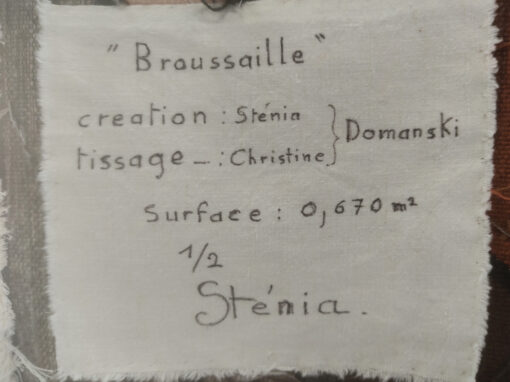 "Broussaille"
creation : Sténia } Domanski
tissage _ : Christine
Surface : 0,670 m²
1/2
Sténia.